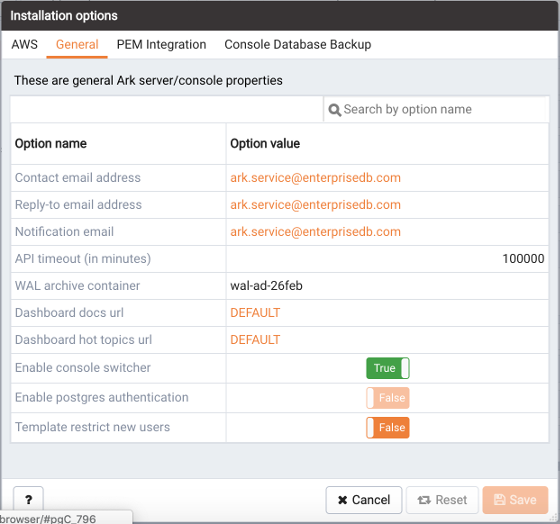 Installation options
AWS General PEM Integration Console Database Backup
These are general Ark server/console properties
Search by option name
Option name Option value
Contact email address ark.service@enterprisedb.com
Reply-to email address ark.service@enterprisedb.com
Notification email ark.service@enterprisedb.com
API timeout (in minutes) 100000
WAL archive container wal-ad-26feb
Dashboard docs url DEFAULT
Dashboard hot topics url DEFAULT
Enable console switcher True
Enable postgres authentication False
Template restrict new users False
? Cancel Reset Save
browser/#pgC_796